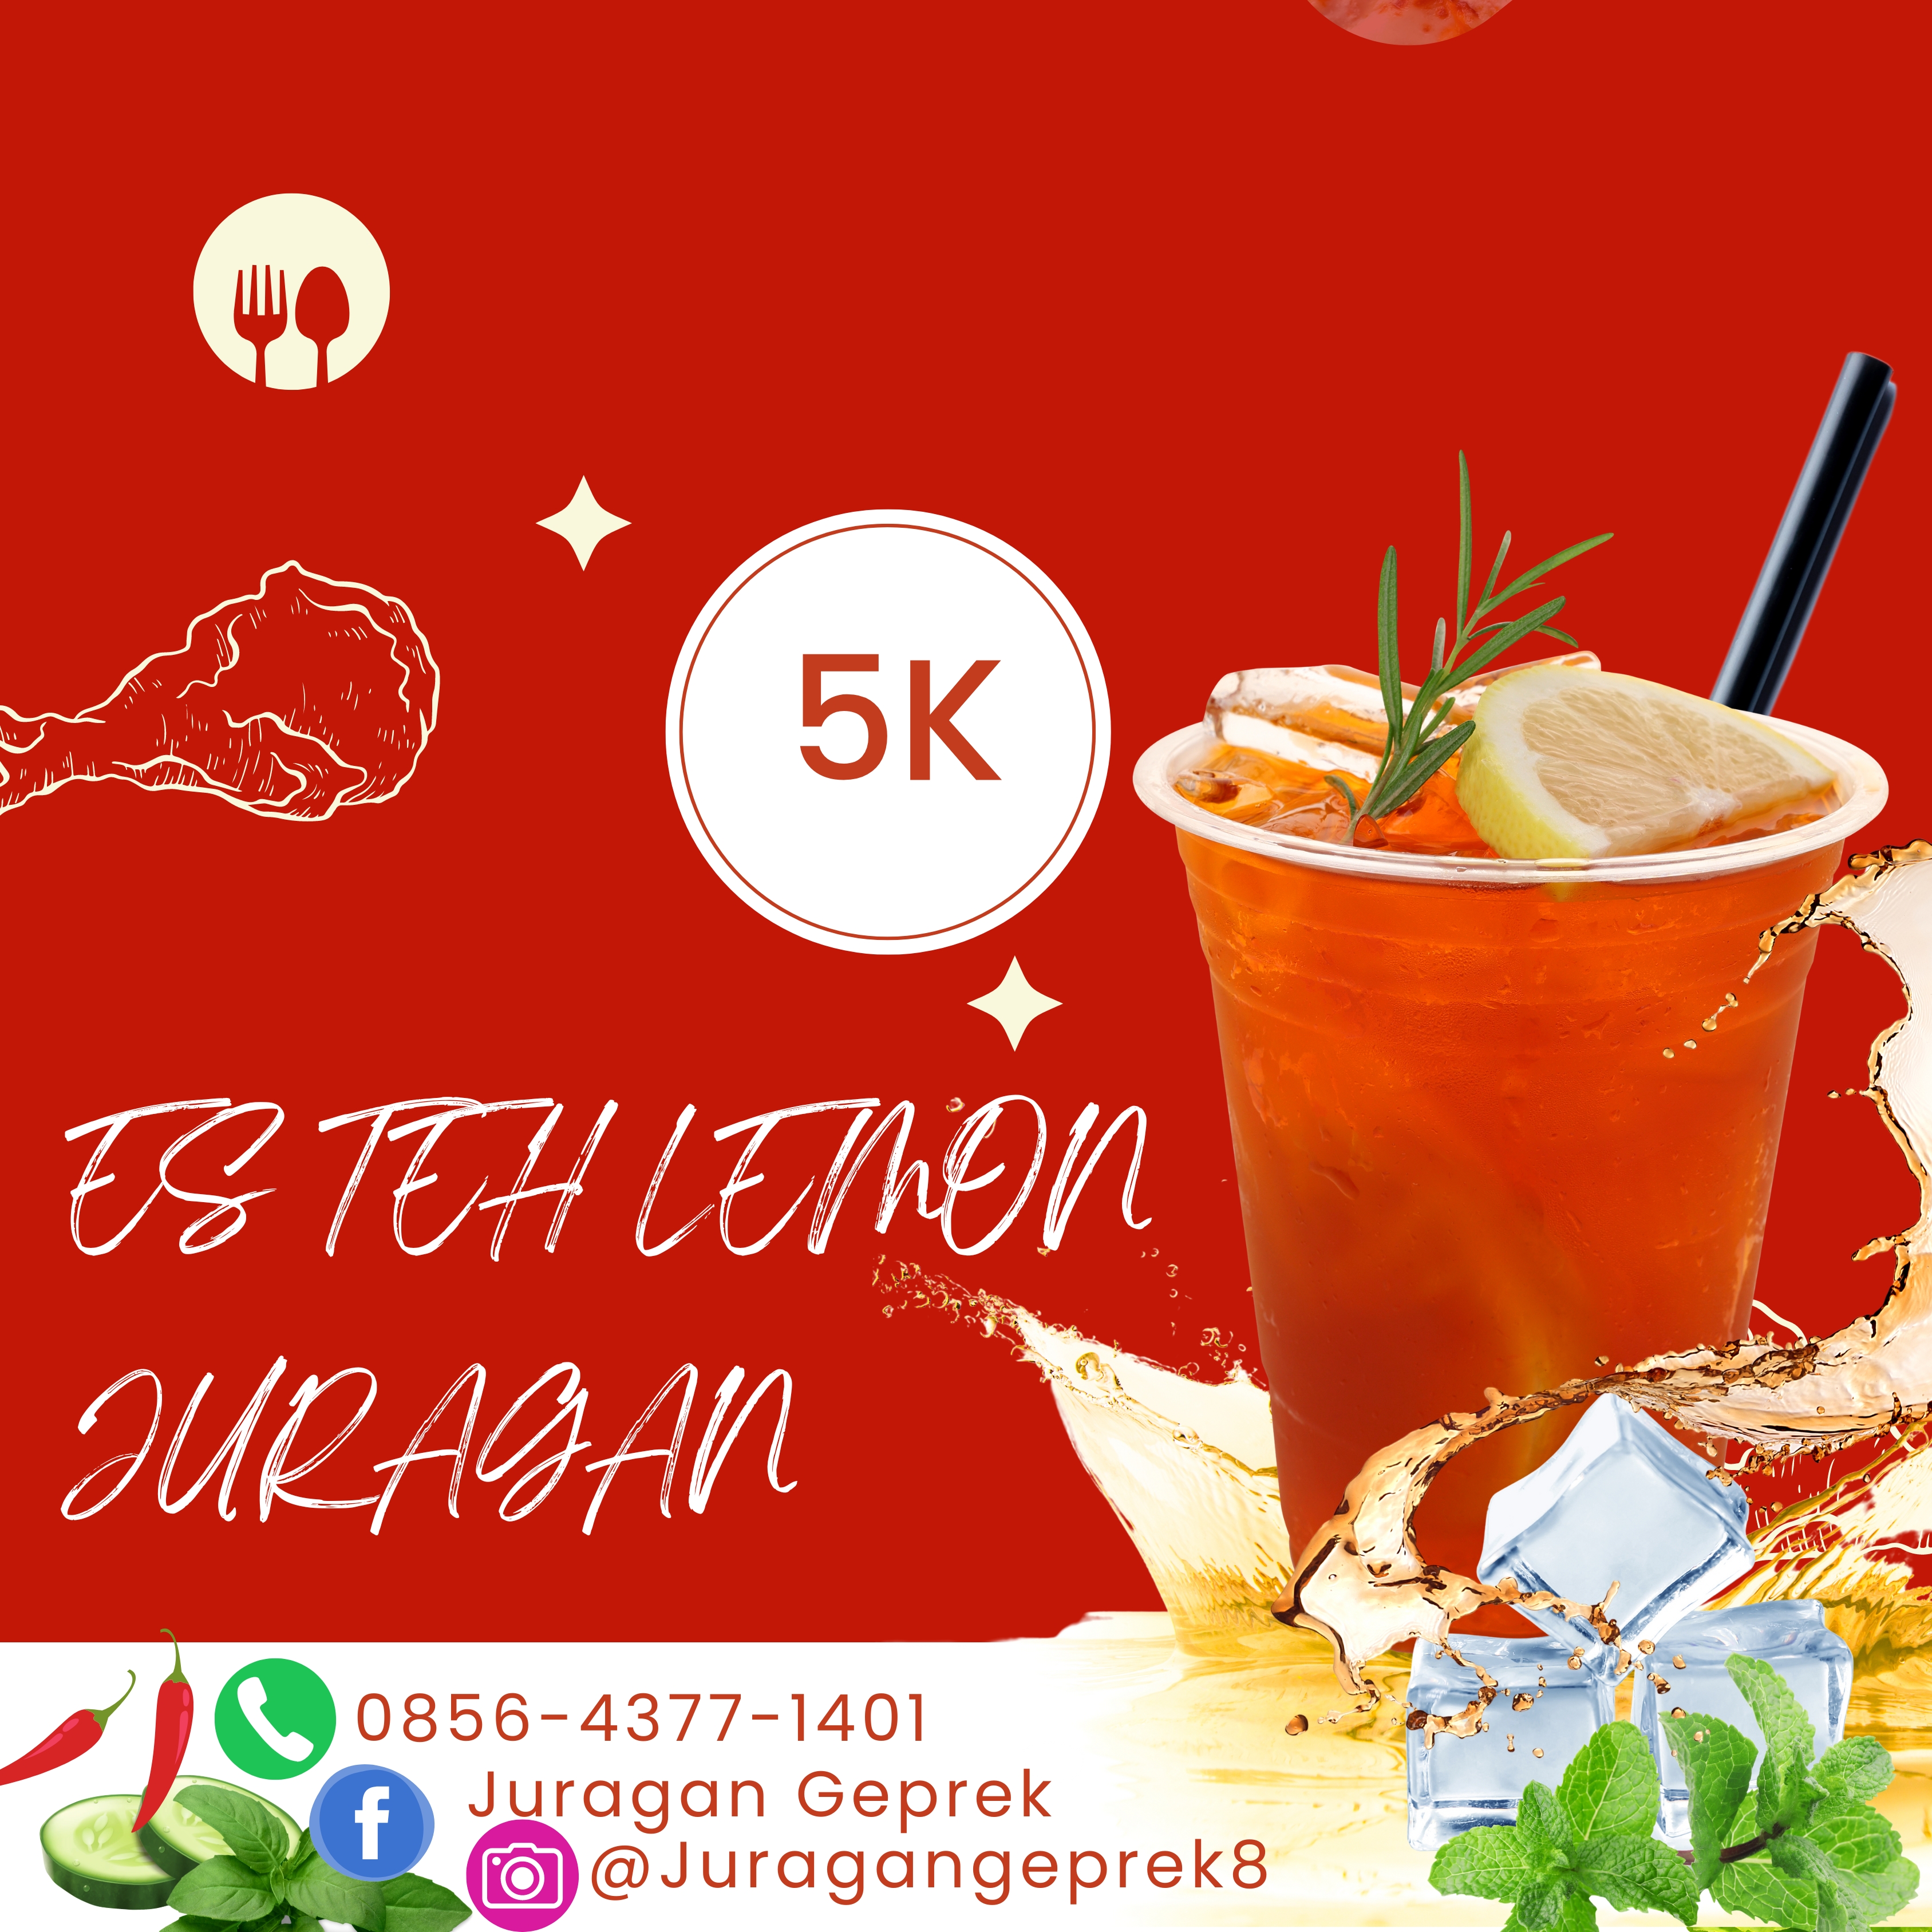 5K
ES TEH LEMON
JURAGAN
0856-4377-1401
Juragan Geprek
@Juragangeprek8